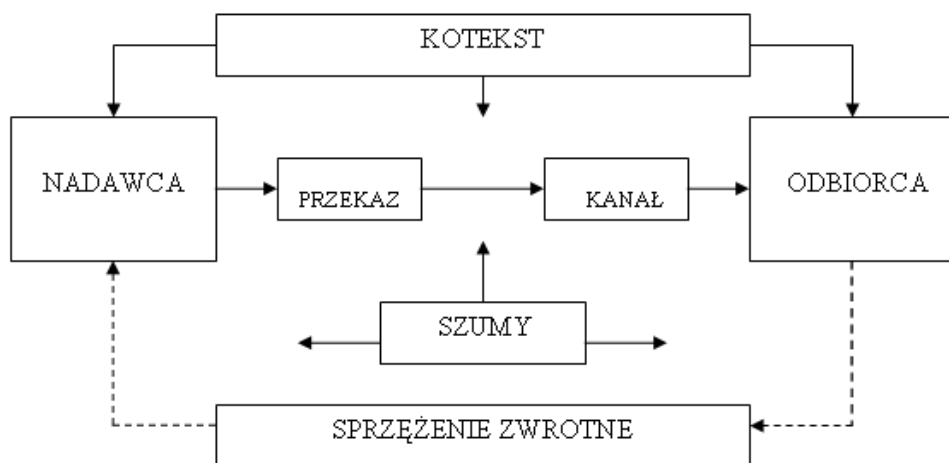 KOTEKST
NADAWCA
PRZEKAZ
KANAŁ
ODBIORCA
SZUMY
SPRZĘŻENIE ZWROTNE